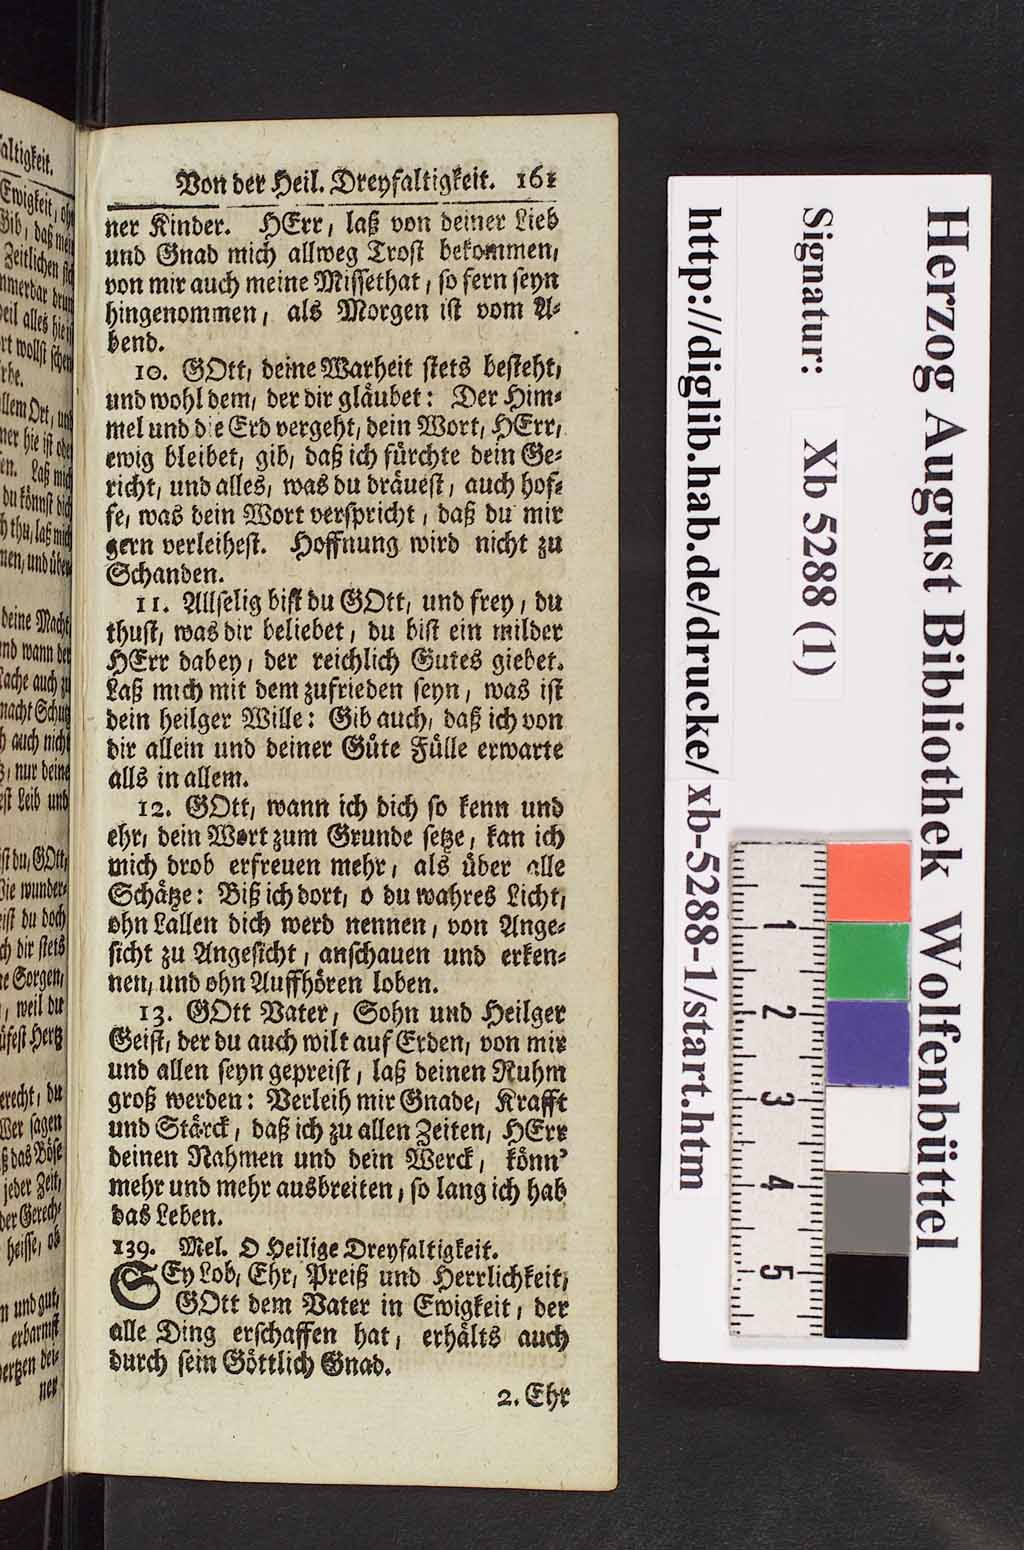 Von der Heil. Dreyfaltigkeit. 161
ner Kinder. HErr, laß von deiner Lieb
und Gnad mich allweg Trost bekommen,
von mir auch meine Missethat, so fern seyn
hingenommen, als Morgen ist vom A-
bend.
10. GOtt, deine Warheit stets besteht,
und wohl dem, der dir gläubet: Der Him-
mel und die Erd vergeht, dein Wort, HErr,
ewig bleibet, gib, daß ich fürchte dein Ge-
richt, und alles, was du dräuest, auch hof-
fe, was dein Wort verspricht, daß du mir
gern verleihest. Hoffnung wird nicht zu
Schanden.
11. Allselig bist du GOtt, und frey, du
thust, was dir beliebet, du bist ein milder
HErr dabey, der reichlich Gutes giebet.
Laß mich mit dem zufrieden seyn, was ist
dein heilger Wille: Gib auch, daß ich von
dir allein und deiner Güte Fülle erwarte
alls in allem.
12. GOtt, wann ich dich so kenn und
ehr, dein Wort zum Grunde setze, kan ich
mich drob erfreuen mehr, als über alle
Schätze: Biß ich dort, o du wahres Licht,
ohn Lallen dich werd nennen, von Ange-
sicht zu Angesicht, anschauen und erken-
nen, und ohn Auffhören loben.
13. GOtt Vater, Sohn und Heilger
Geist, der du auch wilt auf Erden, von mir
und allen seyn gepreist, laß deinen Ruhm
groß werden: Verleih mir Gnade, Krafft
und Stärck, daß ich zu allen Zeiten, HErr
deinen Nahmen und dein Werck, könn'
mehr und mehr ausbreiten, so lang ich hab
das Leben.
139. Mel. O Heilige Dreyfaltigkeit.
SEy Lob, Ehr, Preiß und Herrlichkeit,
GOtt dem Vater in Ewigkeit, der
alle Ding erschaffen hat, erhälts auch
durch sein Göttlich Gnad.
2. Ehr
Herzog August Bibliothek Wolfenbüttel
Signatur: Xb 5288 (1)
http://diglib.hab.de/drucke/xb-5288-1/start.htm
1
2
3
4
5